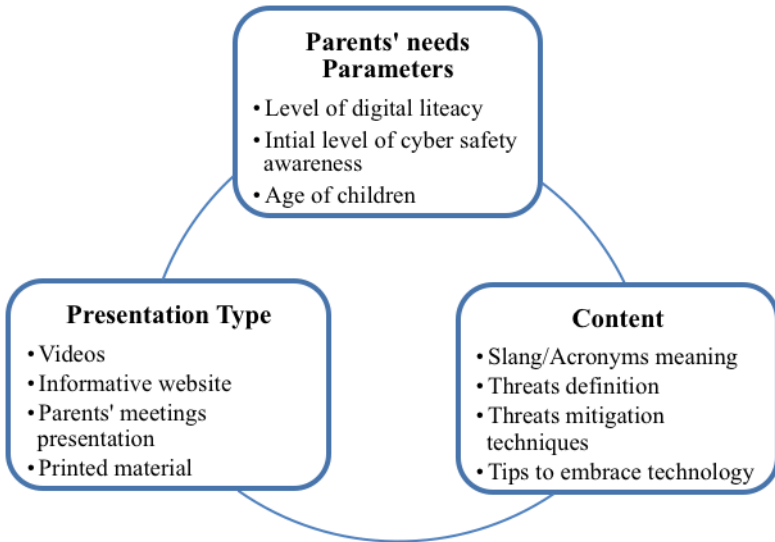 Parents' needs
Parameters
• Level of digital liteacy
• Intial level of cyber safety
awareness
• Age of children
Presentation Type
• Videos
• Informative website
• Parents' meetings
presentation
• Printed material
Content
• Slang/Acronyms meaning
• Threats definition
• Threats mitigation
techniques
• Tips to embrace technology